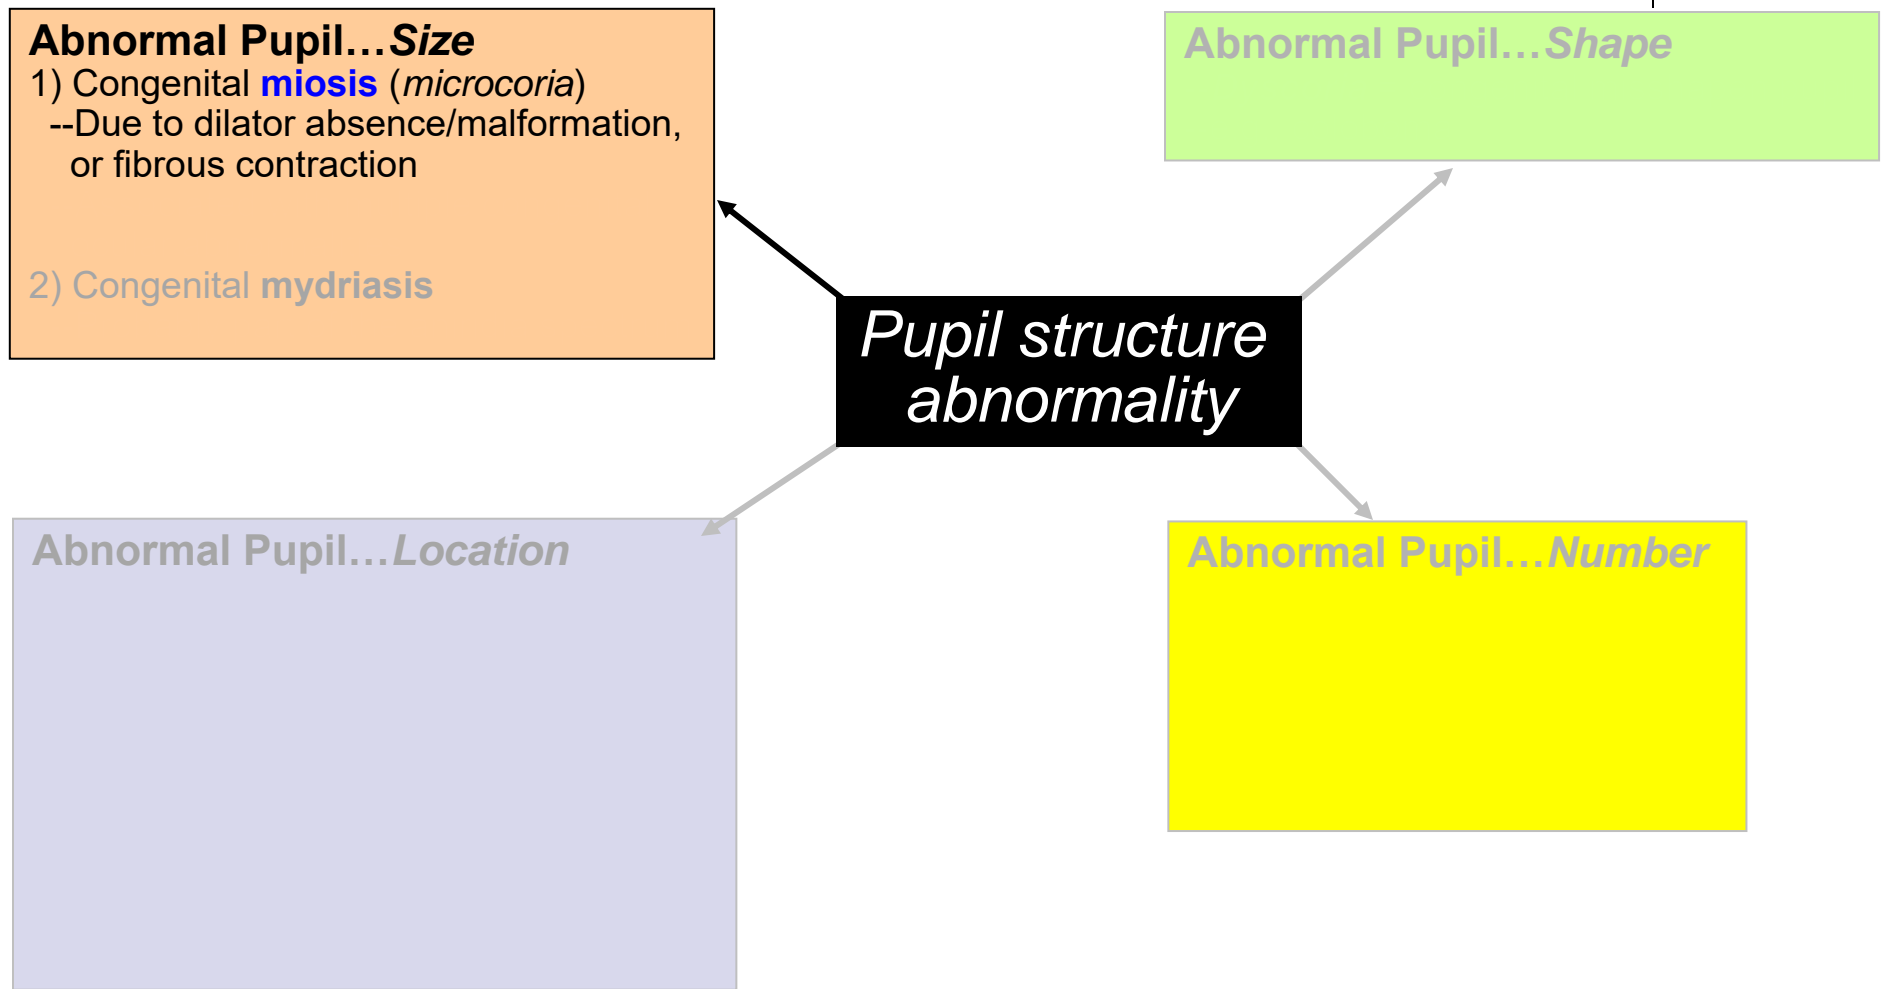 Abnormal Pupil…Size
1) Congenital miosis (microcoria)
--Due to dilator absence/malformation,
or fibrous contraction
2) Congenital mydriasis
Abnormal Pupil…Shape
Pupil structure
abnormality
Abnormal Pupil…Location
Abnormal Pupil…Number